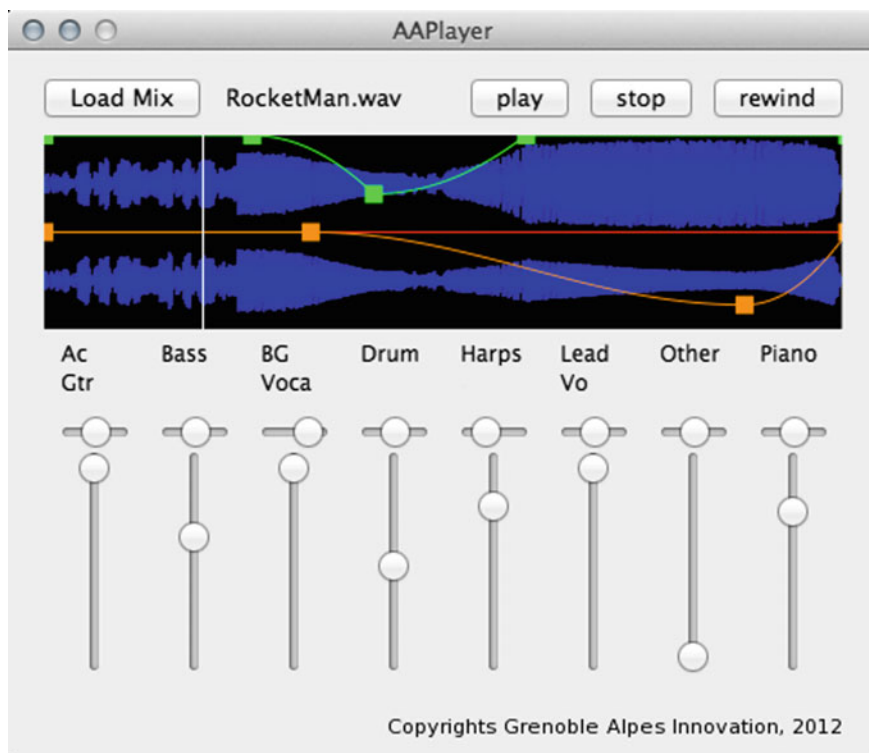 AAPlayer
Load Mix RocketMan.wav play stop rewind
Ac Bass BG Drum Harps Lead Other Piano
Gtr Voca Vo
Copyrights Grenoble Alpes Innovation, 2012